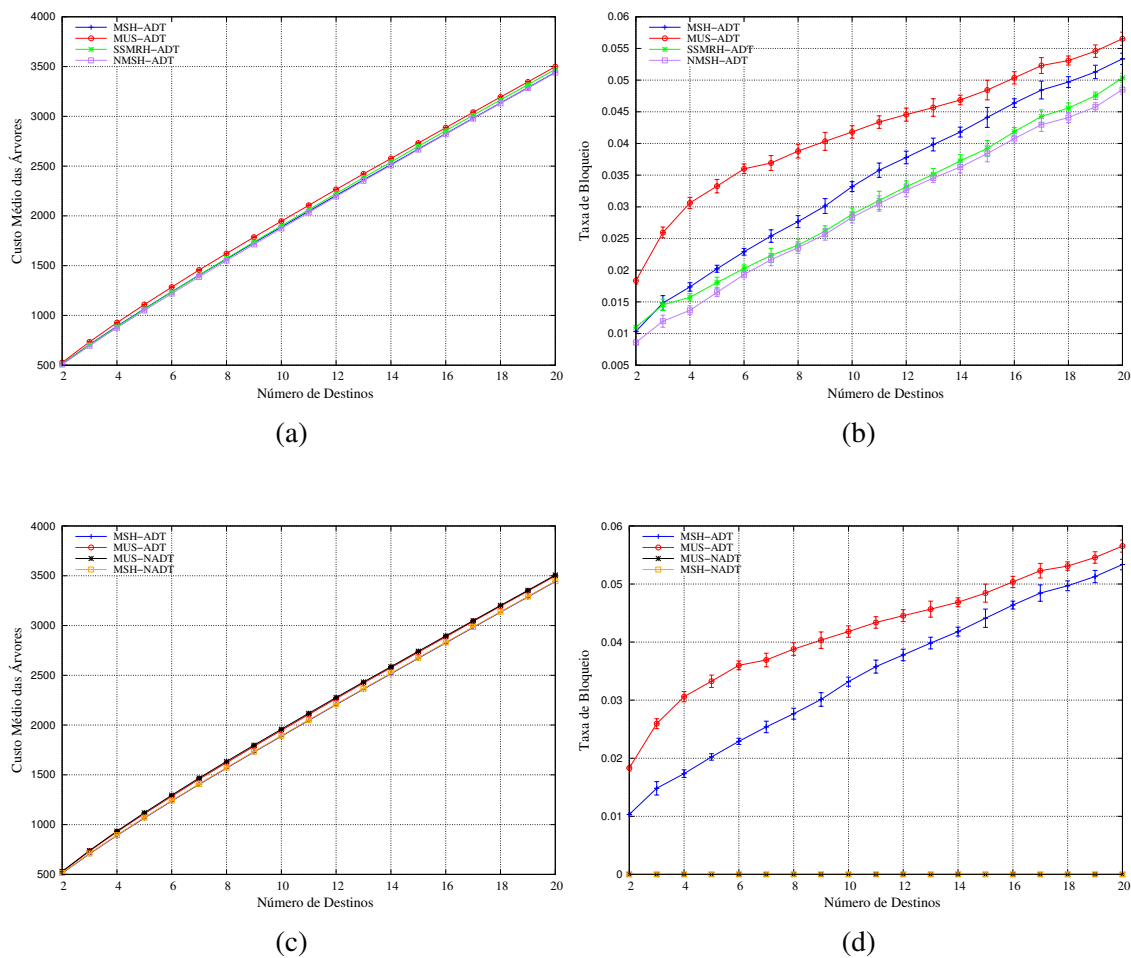 4000
3500
3000
2500
2000
1500
1000
500
2 4 6 8 10 12 14 16 18 20
Custo Médio das Árvores
Número de Destinos
MSH−ADT
MUS−ADT
SSMRH−ADT
NMSH−ADT
(a)
0.06
0.055
0.05
0.045
0.04
0.035
0.03
0.025
0.02
0.015
0.01
0.005
2 4 6 8 10 12 14 16 18 20
Taxa de Bloqueio
Número de Destinos
MSH−ADT
MUS−ADT
SSMRH−ADT
NMSH−ADT
(b)
4000
3500
3000
2500
2000
1500
1000
500
2 4 6 8 10 12 14 16 18 20
Custo Médio das Árvores
Número de Destinos
MSH−ADT
MUS−ADT
MUS−NADT
MSH−NADT
(c)
0.06
0.05
0.04
0.03
0.02
0.01
0
2 4 6 8 10 12 14 16 18 20
Taxa de Bloqueio
Número de Destinos
MSH−ADT
MUS−ADT
MUS−NADT
MSH−NADT
(d)